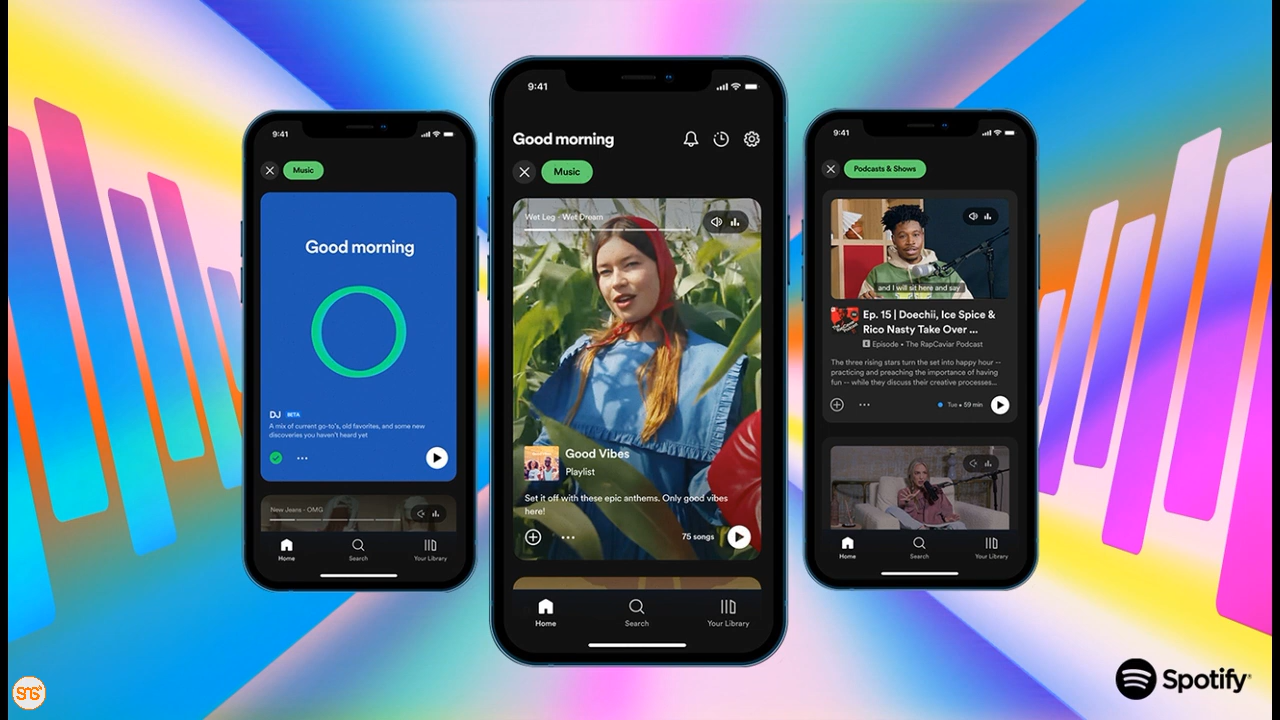 9:41
Music
Good morning
DJ BETA
A mix of current go-to's, old favorites, and some new
discoveries you haven't heard yet
New Jeans · OMG
Home Search Your Library
9:41
Good morning
Music
Wet Leg · Wet Dream
Good Vibes
Playlist
Set it off with these epic anthems. Only good vibes
here!
75 songs
Home Search Your Library
9:41
Podcasts & Shows
and I will sit here and say
Ep. 15 | Doechii, Ice Spice &
Rico Nasty Take Over ...
E Episode • The RapCaviar Podcast
The three rising stars turn the set into happy hour --
practicing and preaching the importance of having
fun -- while they discuss their creative processes...
Tue • 59 min
Home Search Your Library
SNS
Spotify